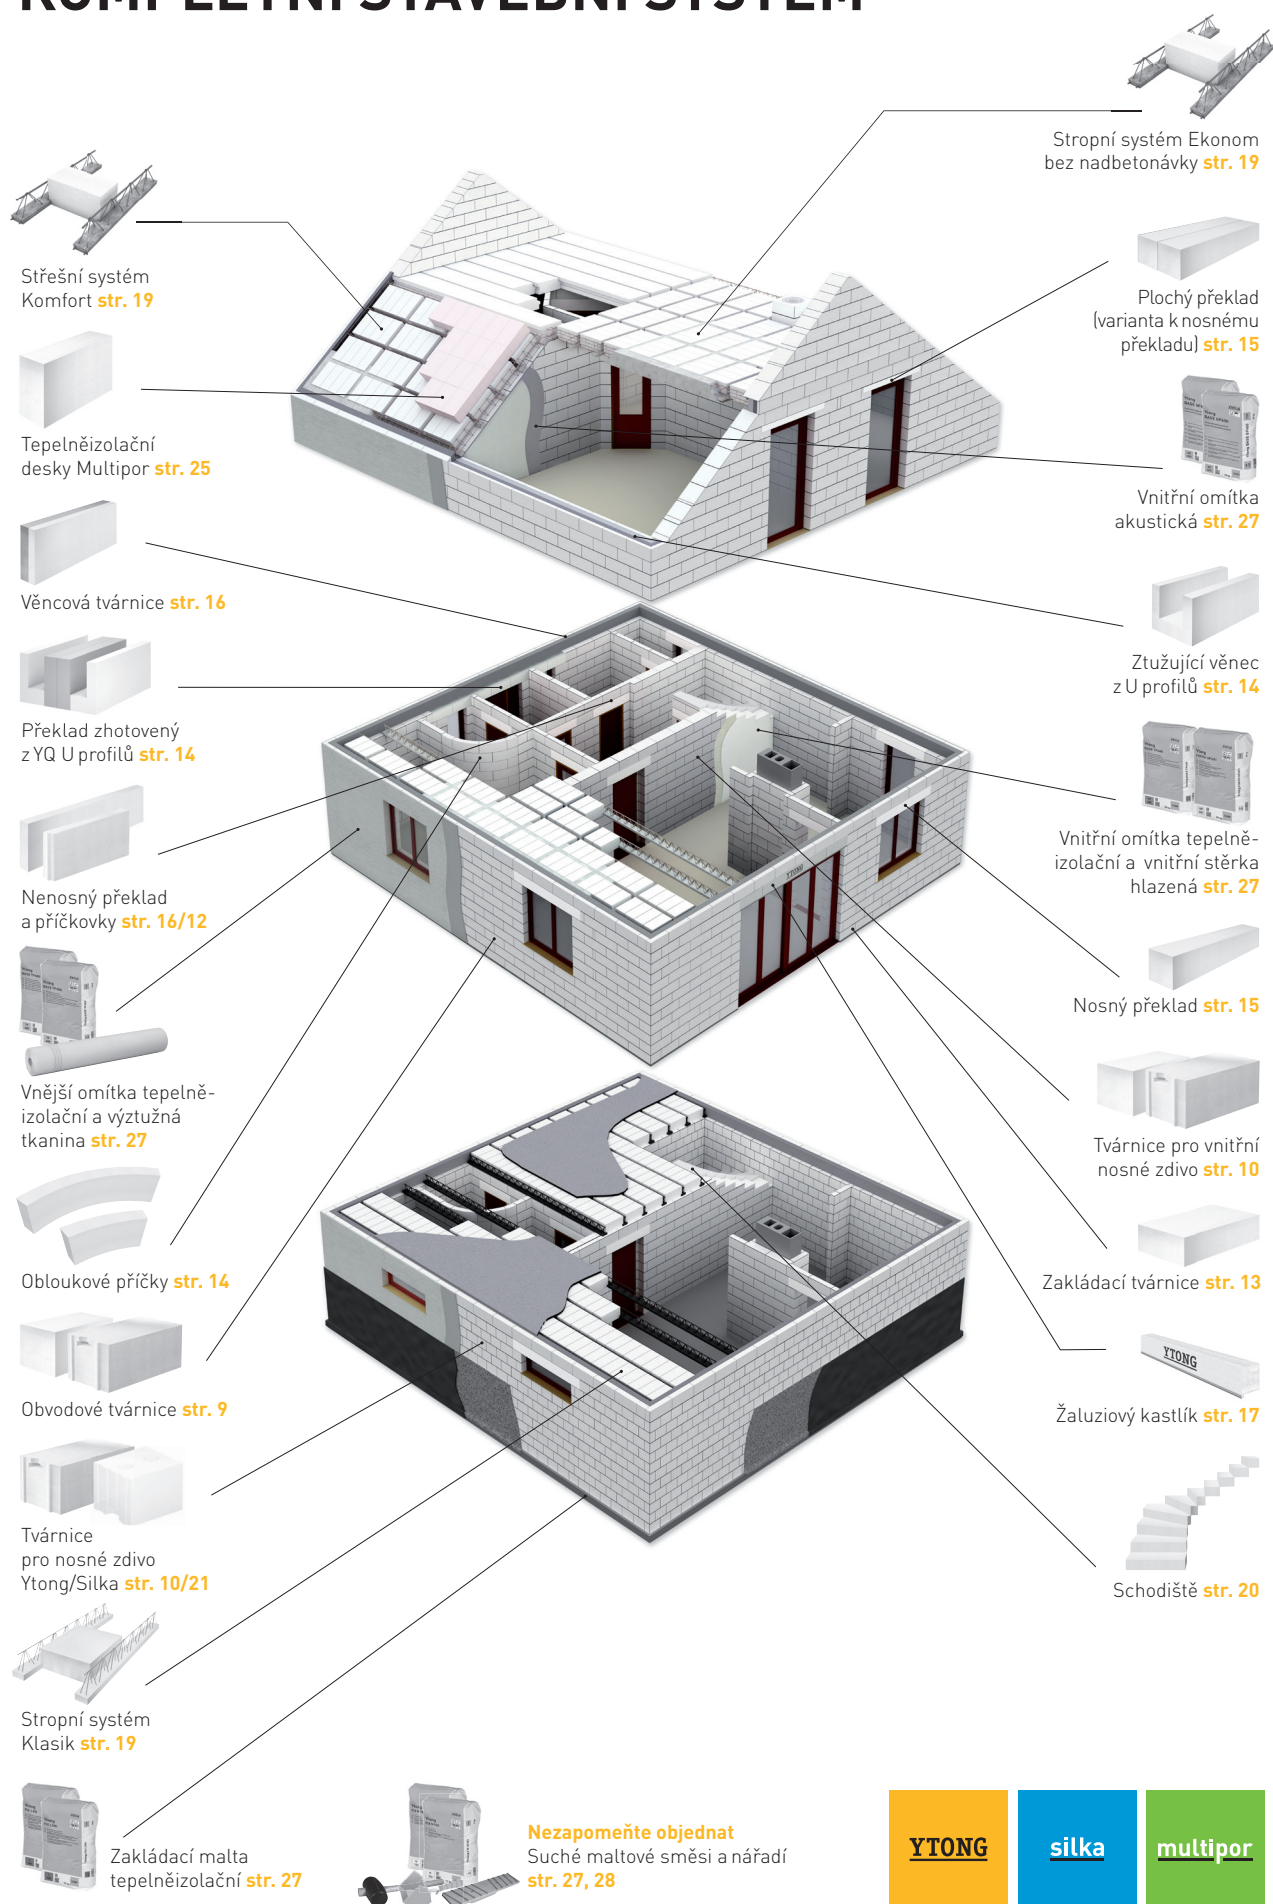 KOMPLETNÍ STAVEBNÍ SYSTÉM
Stropní systém Ekonom
bez nadbetonávky str. 19
Střešní systém
Komfort str. 19
Plochý překlad
(varianta k nosnému
překladu) str. 15
Tepelněizolační
desky Multipor str. 25
Vnitřní omítka
akustická str. 27
Věncová tvárnice str. 16
Ztužující věnec
z U profilů str. 14
Překlad zhotovený
z YQ U profilů str. 14
Vnitřní omítka tepelně-
izolační a vnitřní stěrka
hlazená str. 27
Nenosný překlad
a příčkovky str. 16/12
YTONG
Nosný překlad str. 15
Vnější omítka tepelně-
izolační a výztužná
tkanina str. 27
Tvárnice pro vnitřní
nosné zdivo str. 10
Obloukové příčky str. 14
Zakládací tvárnice str. 13
YTONG
Obvodové tvárnice str. 9
Žaluziový kastlík str. 17
Tvárnice
pro nosné zdivo
Ytong/Silka str. 10/21
Schodiště str. 20
Stropní systém
Klasik str. 19
Zakládací malta
tepelněizolační str. 27
Nezapomeňte objednat
Suché maltové směsi a nářadí
str. 27, 28
YTONG
silka
multipor